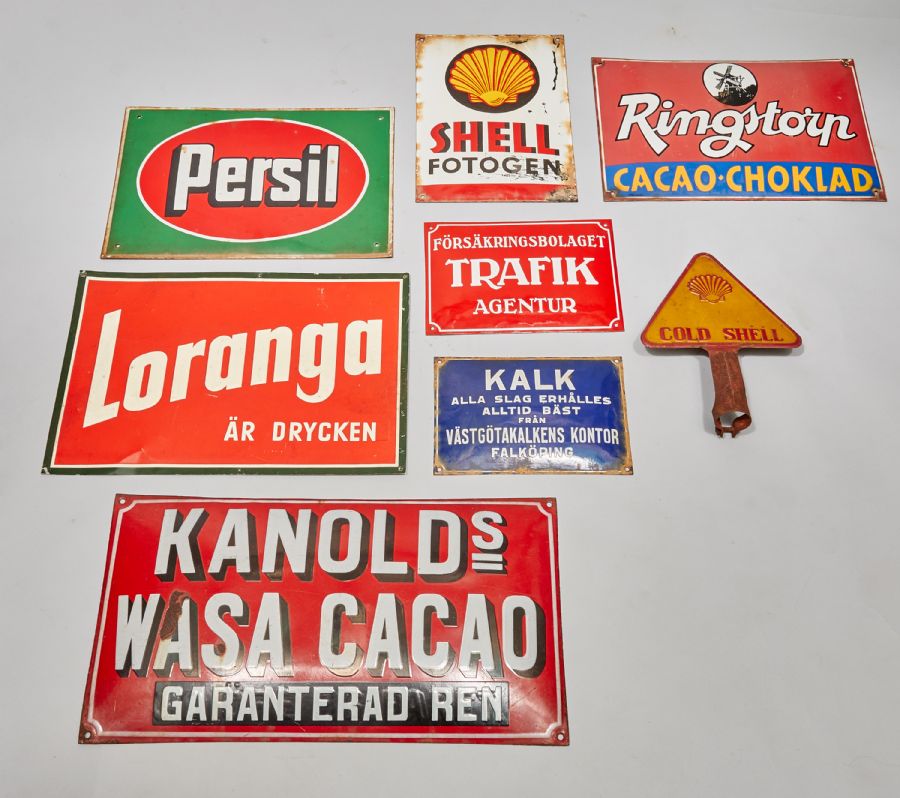 SHELL
FOTOGEN
Ringstorp
CACAO·CHOKLAD
Persil
FÖRSÄKRINGSBOLAGET
TRAFIK
AGENTUR
COLD SHELL
Loranga
ÄR DRYCKEN
KALK
ALLA SLAG ERHÅLLES
ALLTID BÄST
FRÅN
VÄSTGÖTAKALKENS KONTOR
FALKÖPING
KANOLDS
WASA CACAO
GARANTERAD REN